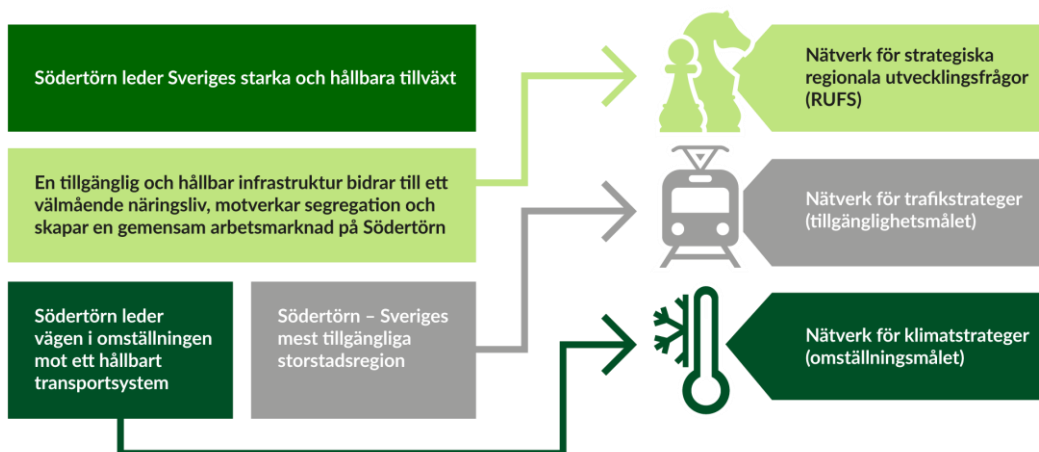 Södertörn leder Sveriges starka och hållbara tillväxt
En tillgänglig och hållbar infrastruktur bidrar till ett
välmående näringsliv, motverkar segregation och
skapar en gemensam arbetsmarknad på Södertörn
Södertörn leder
vägen i omställningen
mot ett hållbart
transportsystem
Södertörn – Sveriges
mest tillgängliga
storstadsregion
Nätverk för strategiska
regionala utvecklingsfrågor
(RUFS)
Nätverk för trafikstrateger
(tillgänglighetsmålet)
Nätverk för klimatstrateger
(omställningsmålet)